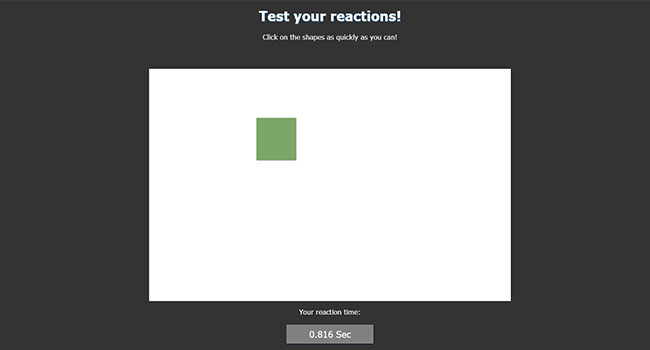 Test your reactions!
Click on the shapes as quickly as you can!
Your reaction time:
0.816 Sec